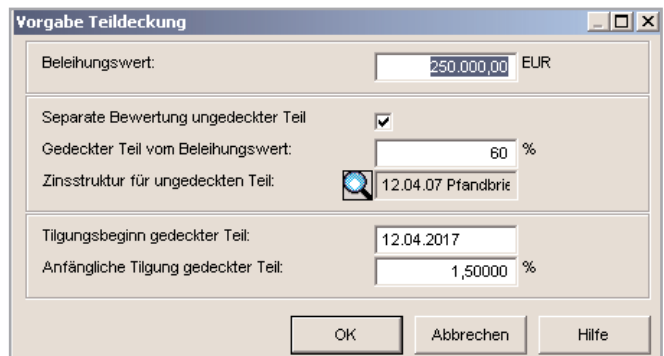 Vorgabe Teildeckung
Beleihungswert: 250.000,00 EUR
Separate Bewertung ungedeckter Teil
Gedeckter Teil vom Beleihungswert: 60 %
Zinsstruktur für ungedeckten Teil: 12.04.07 Pfandbrie
Tilgungsbeginn gedeckter Teil: 12.04.2017
Anfängliche Tilgung gedeckter Teil: 1,50000 %
OK Abbrechen Hilfe